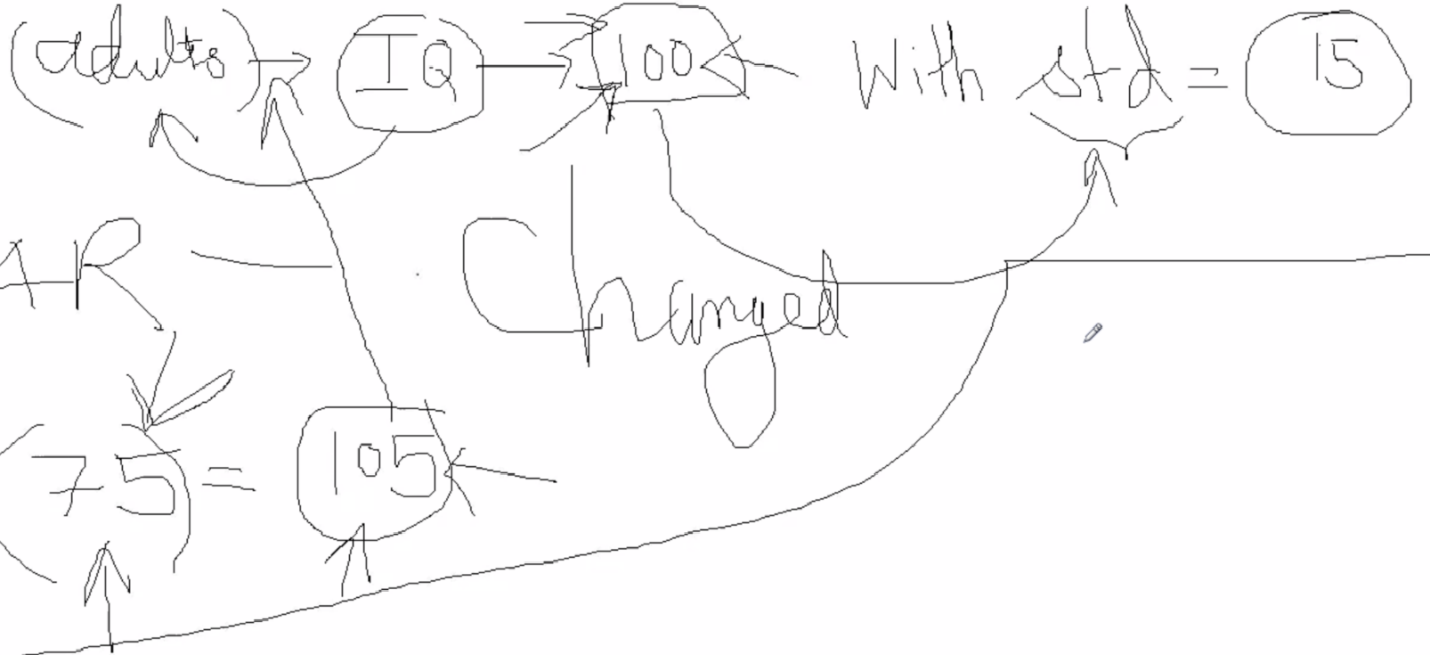 (adults) → IQ → 100 With std = 15
AR — Changed
(75) = 105